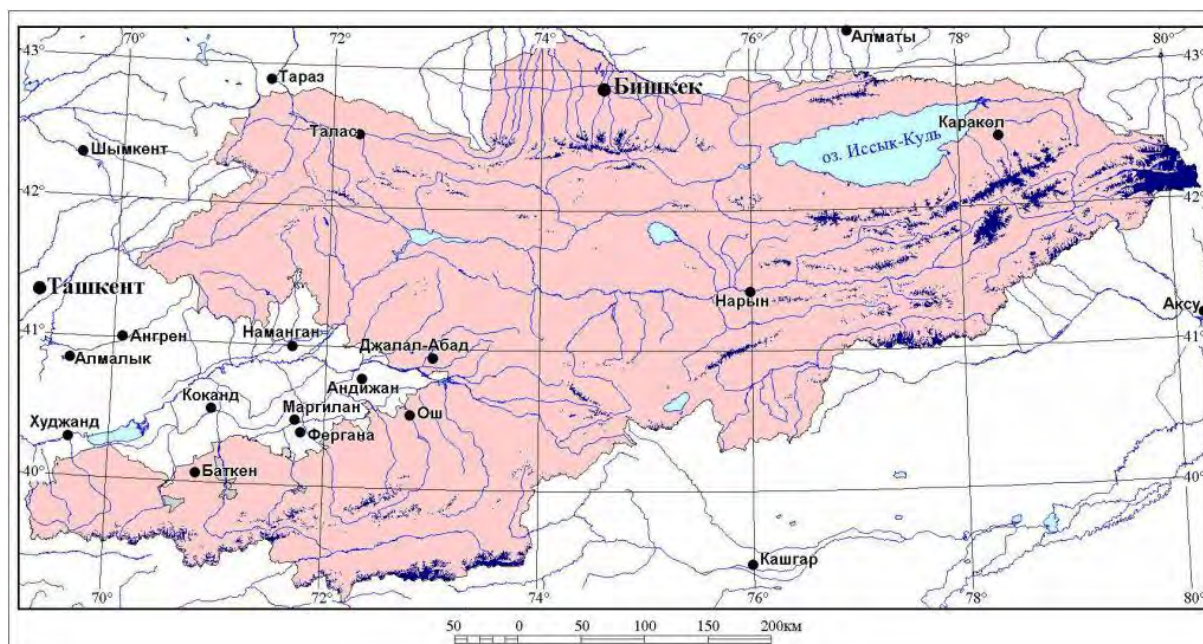 70° 72° 74° 76° 78° 80°
43° 43°
Алматы
Тараз
Бишкек
Талас
Каракол
Шымкент
оз. Иссык-Куль
42° 42°
Ташкент
Нарын
Аксу
Ангрен
Наманган
41° 41°
Алмалык
Джалал-Абад
Андижан
Коканд
Маргилан
Ош
Худжанд
Фергана
40° 40°
Баткен
Кашгар
70° 72° 74° 76° 78° 80°
50 0 50 100 150 200км